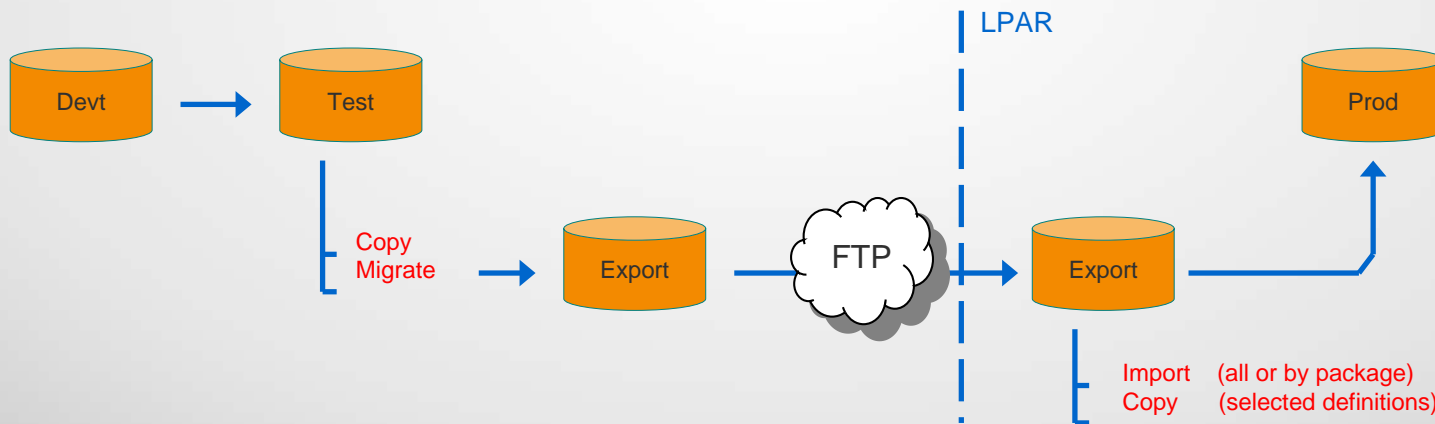 LPAR
Devt
Test
Prod
Copy
Migrate
Export
FTP
Export
Import (all or by package)
Copy (selected definitions)